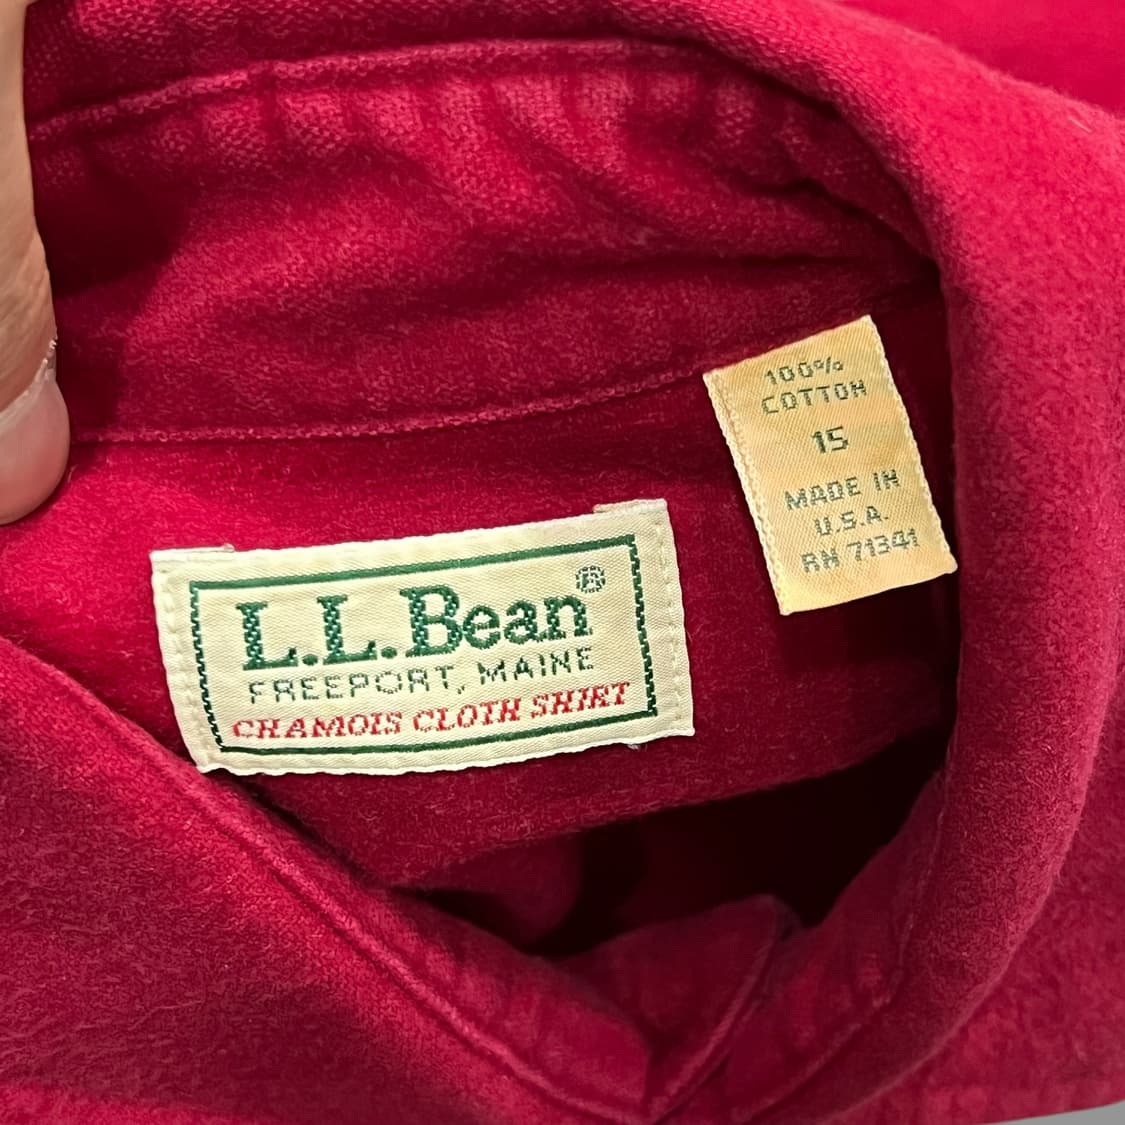 L.L.Bean®
FREEPORT, MAINE
CHAMOIS CLOTH SHIRT
100%
COTTON
15
MADE IN
U.S.A.
RN 71341